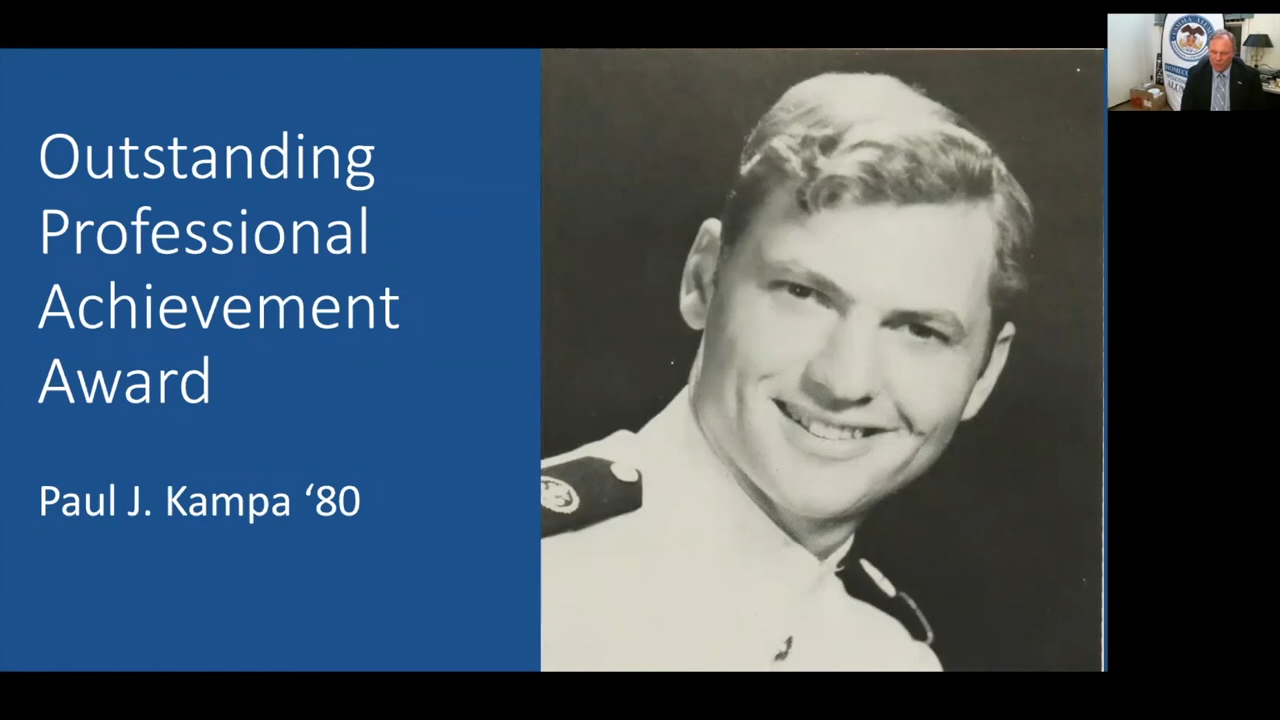 Outstanding
Professional
Achievement
Award
Paul J. Kampa ‘80